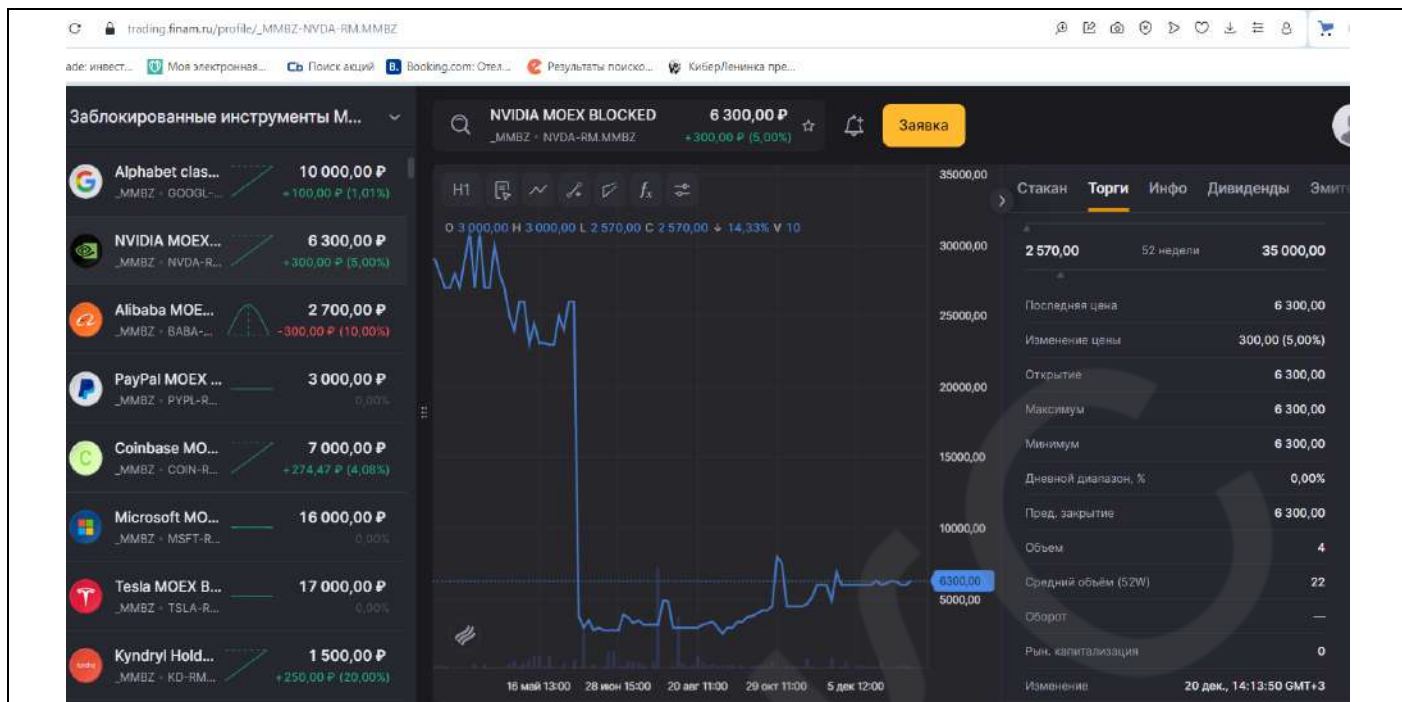 trading.finam.ru/profile/_MMBZ-NVDA-RM.MMBZ
ade: инвест... Моя электронная... Cb Поиск акций B. Booking.com: Отел... Результаты поиско... КиберЛенинка пре...
Заблокированные инструменты М...
Alphabet clas... 10 000,00 ₽
_MMBZ · GOOGL-... +100,00 ₽ (1,01%)
NVIDIA MOEX... 6 300,00 ₽
_MMBZ · NVDA-R... +300,00 ₽ (5,00%)
Alibaba MOE... 2 700,00 ₽
_MMBZ · BABA-... -300,00 ₽ (10,00%)
PayPal MOEX ... 3 000,00 ₽
_MMBZ · PYPL-R... 0,00%
C Coinbase MO... 7 000,00 ₽
_MMBZ · COIN-R... +274,47 ₽ (4,08%)
Microsoft MO... 16 000,00 ₽
_MMBZ · MSFT-R... 0,00%
Tesla MOEX B... 17 000,00 ₽
_MMBZ · TSLA-R... 0,00%
Kyndryl Hold... 1 500,00 ₽
_MMBZ · KD-RM... +250,00 ₽ (20,00%)
NVIDIA MOEX BLOCKED 6 300,00 ₽
_MMBZ · NVDA-RM.MMBZ +300,00 ₽ (5,00%)
Заявка
H1 fx
O 3 000,00 H 3 000,00 L 2 570,00 C 2 570,00 ↓ 14,33% V 10
35000,00
30000,00
25000,00
20000,00
15000,00
10000,00
6300,00
5000,00
16 май 13:00 28 июн 15:00 20 авг 11:00 29 окт 11:00 5 дек 12:00
Стакан Торги Инфо Дивиденды Эмит
2 570,00 52 недели 35 000,00
Последняя цена 6 300,00
Изменение цены 300,00 (5,00%)
Открытие 6 300,00
Максимум 6 300,00
Минимум 6 300,00
Дневной диапазон, % 0,00%
Пред. закрытие 6 300,00
Объем 4
Средний объём (52W) 22
Оборот —
Рын. капитализация 0
Изменение 20 дек., 14:13:50 GMT+3